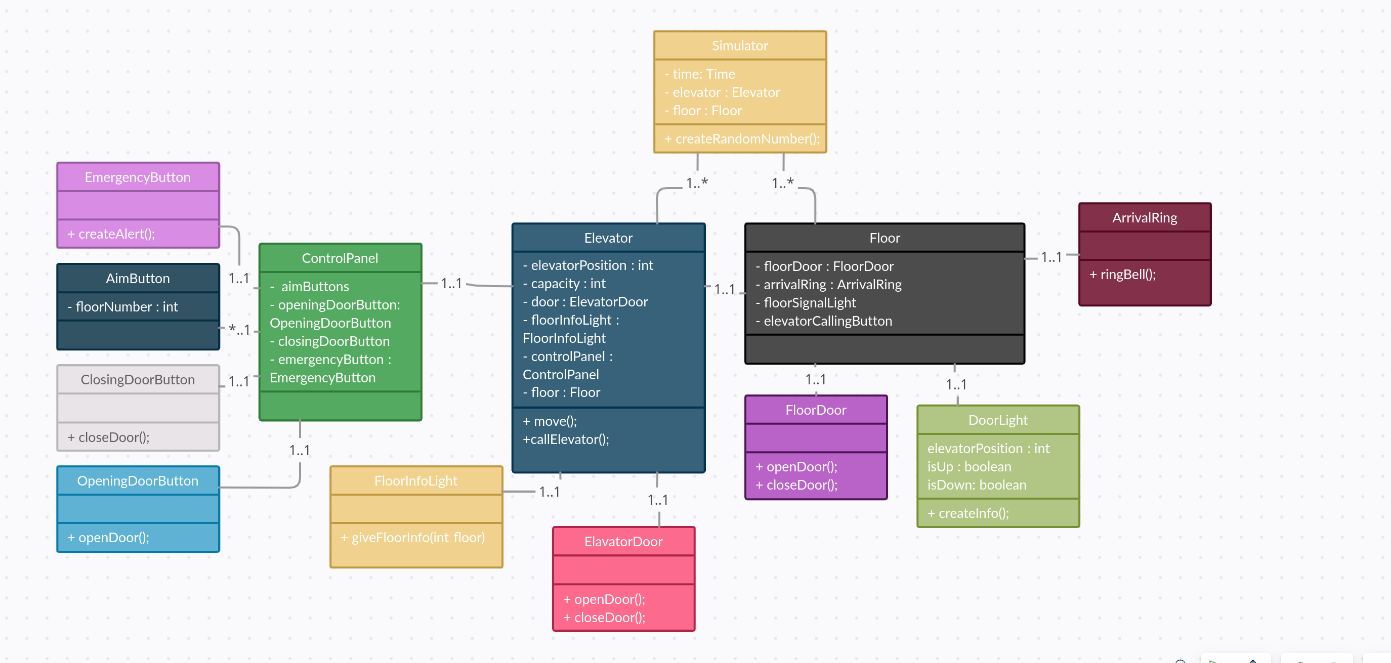 Simulator
- time: Time
- elevator : Elevator
- floor : Floor
+ createRandomNumber();
1..*
1..*
EmergencyButton
+ createAlert();
1..1
AimButton
- floorNumber : int
*..1
ClosingDoorButton
+ closeDoor();
1..1
OpeningDoorButton
+ openDoor();
1..1
ControlPanel
- aimButtons
- openingDoorButton:
OpeningDoorButton
- closingDoorButton
- emergencyButton :
EmergencyButton
1..1
Elevator
- elevatorPosition : int
- capacity : int
- door : ElevatorDoor
- floorInfoLight :
FloorInfoLight
- controlPanel :
ControlPanel
- floor : Floor
+ move();
+callElevator();
1..1
Floor
- floorDoor : FloorDoor
- arrivalRing : ArrivalRing
- floorSignalLight
- elevatorCallingButton
1..1
ArrivalRing
+ ringBell();
1..1
1..1
FloorDoor
+ openDoor();
+ closeDoor();
DoorLight
elevatorPosition : int
isUp : boolean
isDown: boolean
+ createInfo();
FloorInfoLight
+ giveFloorInfo(int floor)
1..1
1..1
ElavatorDoor
+ openDoor();
+ closeDoor();